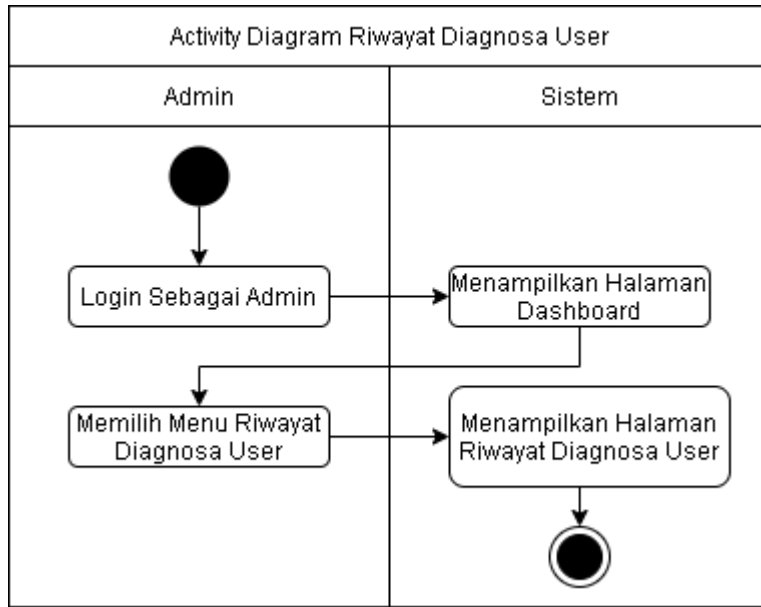 Activity Diagram Riwayat Diagnosa User
Admin
Sistem
Login Sebagai Admin
Menampilkan Halaman
Dashboard
Memilih Menu Riwayat
Diagnosa User
Menampilkan Halaman
Riwayat Diagnosa User